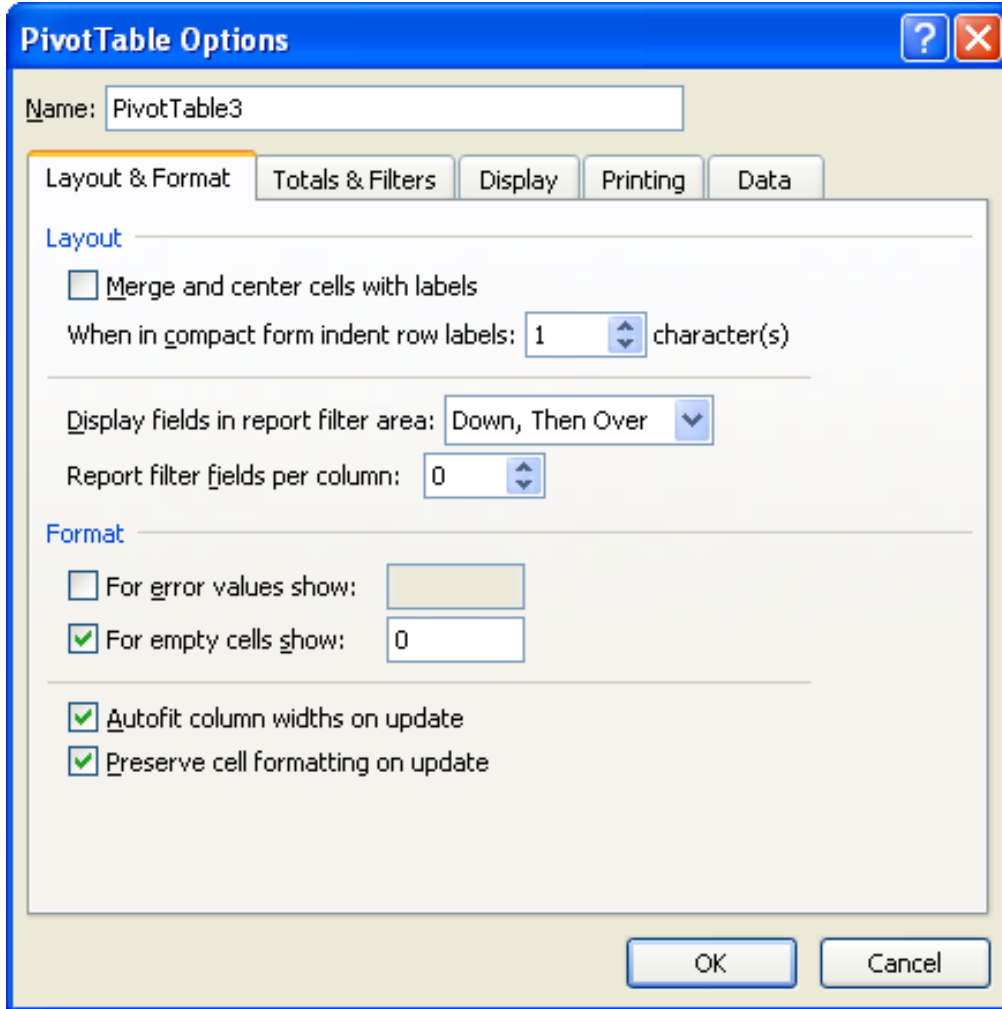 PivotTable Options
Name: PivotTable3
Layout & Format Totals & Filters Display Printing Data
Layout
Merge and center cells with labels
When in compact form indent row labels: 1 character(s)
Display fields in report filter area: Down, Then Over
Report filter fields per column: 0
Format
For error values show:
For empty cells show: 0
Autofit column widths on update
Preserve cell formatting on update
OK Cancel